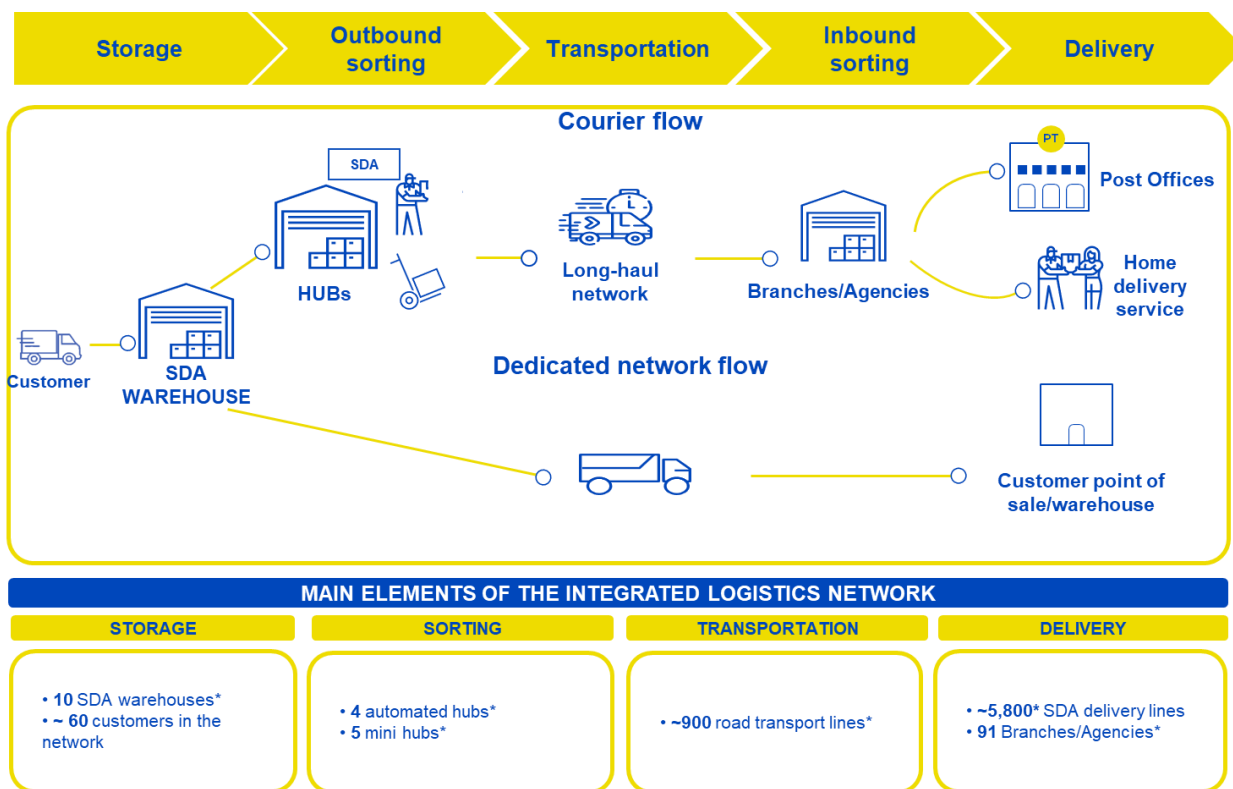 Storage
Outbound
sorting
Transportation
Inbound
sorting
Delivery
Courier flow
SDA
PT
Post Offices
HUBs
Long-haul
network
Branches/Agencies
Home
delivery
service
Customer
SDA
WAREHOUSE
Dedicated network flow
Customer point of
sale/warehouse
MAIN ELEMENTS OF THE INTEGRATED LOGISTICS NETWORK
STORAGE
• 10 SDA warehouses*
• ~ 60 customers in the
network
SORTING
• 4 automated hubs*
• 5 mini hubs*
TRANSPORTATION
• ~900 road transport lines*
DELIVERY
• ~5,800* SDA delivery lines
• 91 Branches/Agencies*